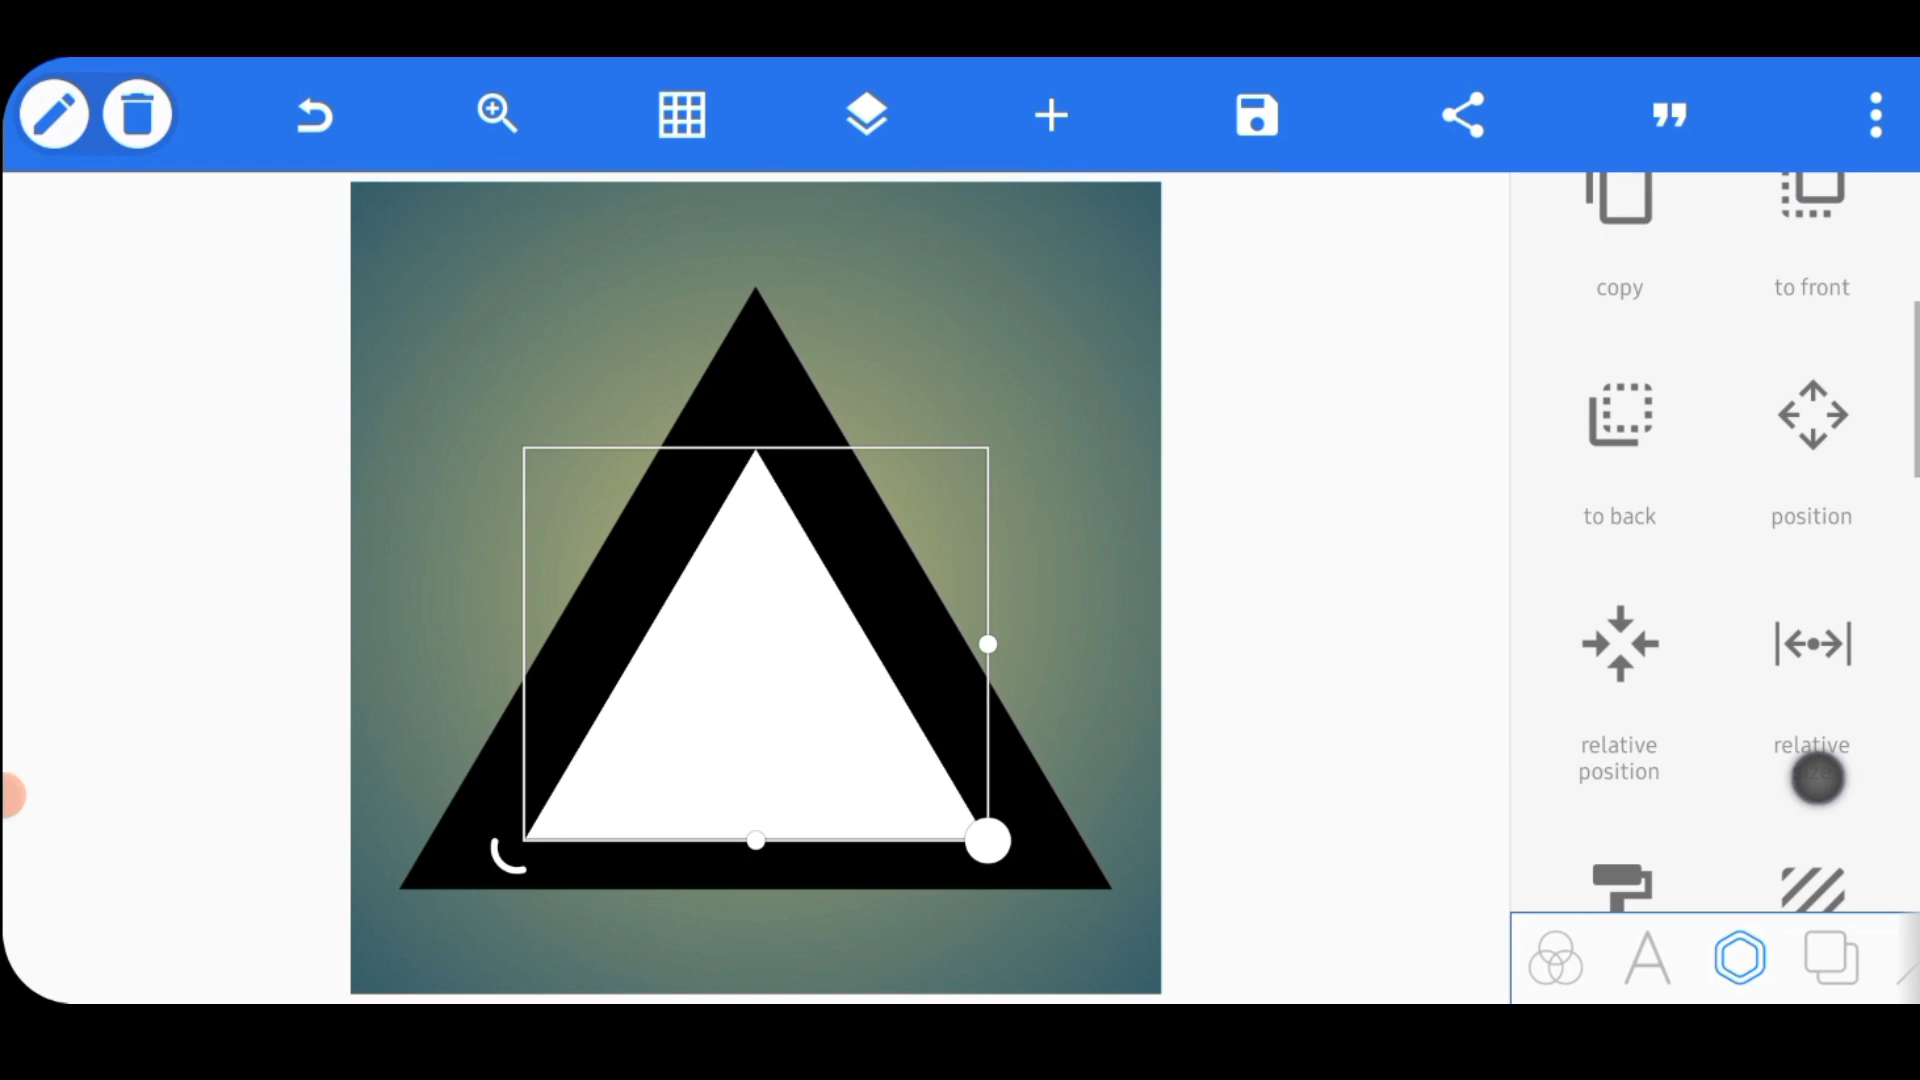 copy
to front
to back
position
relative
position
relative